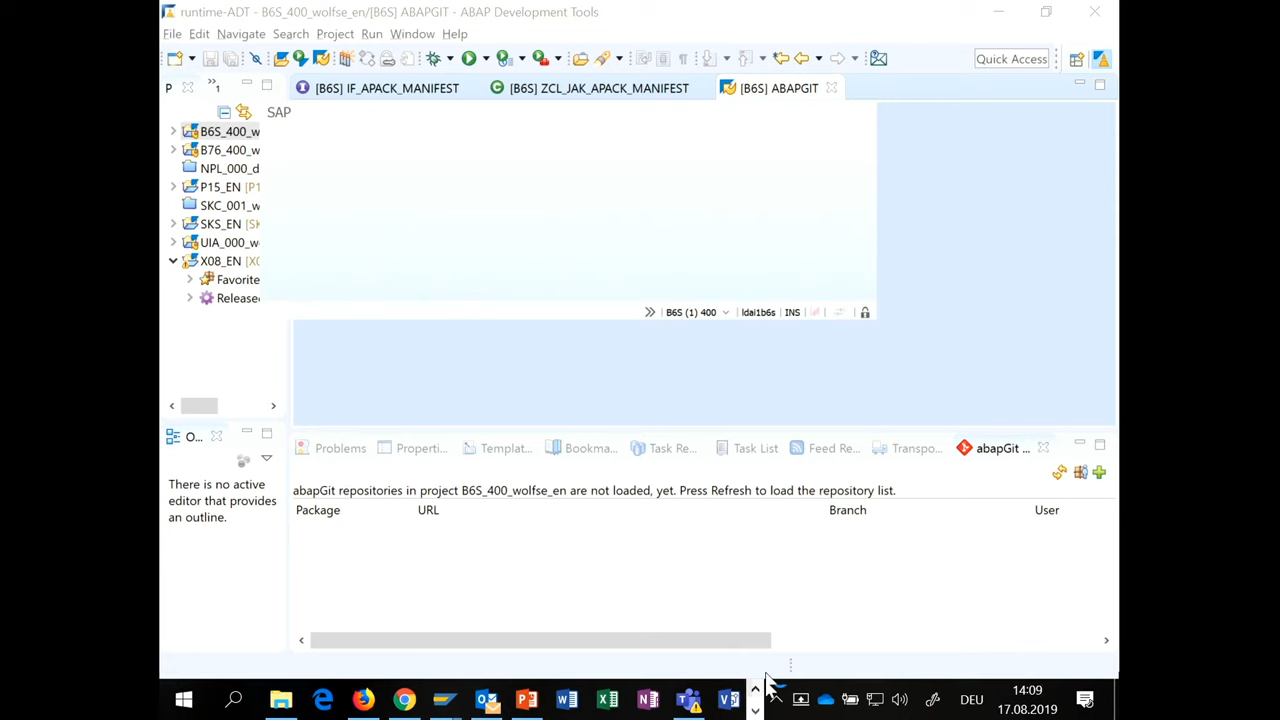 runtime-ADT - B6S_400_wolfse_en/[B6S] ABAPGIT - ABAP Development Tools
File Edit Navigate Search Project Run Window Help
Quick Access
P
»1
[B6S] IF_APACK_MANIFEST
[B6S] ZCL_JAK_APACK_MANIFEST
[B6S] ABAPGIT
SAP
B6S_400_w
B76_400_w
NPL_000_d
P15_EN [P1
SKC_001_w
SKS_EN [SK
UIA_000_w
X08_EN [X0
Favorite
Release
B6S (1) 400
ldai1b6s
INS
O...
There is no active
editor that provides
an outline.
Problems
Properti...
Templat...
Bookma...
Task Re...
Task List
Feed Re...
Transpo...
abapGit ...
abapGit repositories in project B6S_400_wolfse_en are not loaded, yet. Press Refresh to load the repository list.
Package URL Branch User
DEU
14:09
17.08.2019